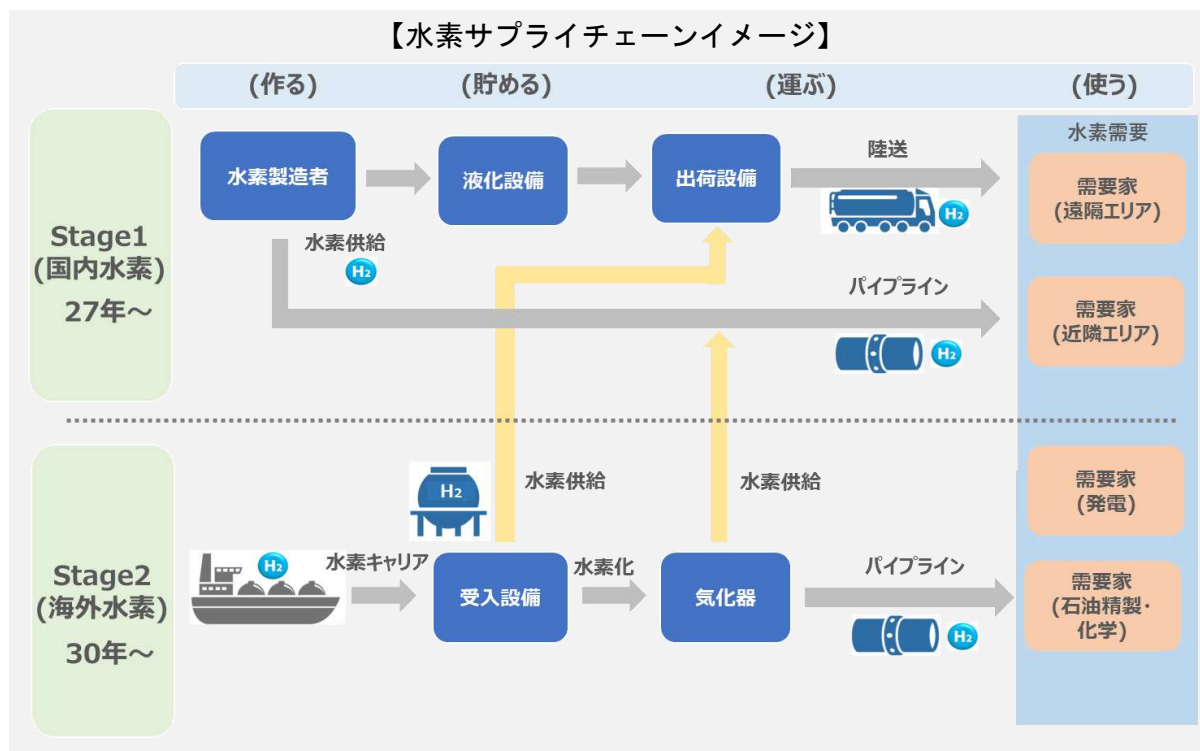 【水素サプライチェーンイメージ】
(作る)
(貯める)
(運ぶ)
(使う)
Stage1
(国内水素)
27年～
水素製造者
液化設備
出荷設備
陸送
H₂
水素供給
H₂
パイプライン
H₂
水素需要
需要家
(遠隔エリア)
需要家
(近隣エリア)
Stage2
(海外水素)
30年～
H₂
水素キャリア
H₂
受入設備
水素供給
水素化
気化器
水素供給
パイプライン
H₂
需要家
(発電)
需要家
(石油精製・
化学)